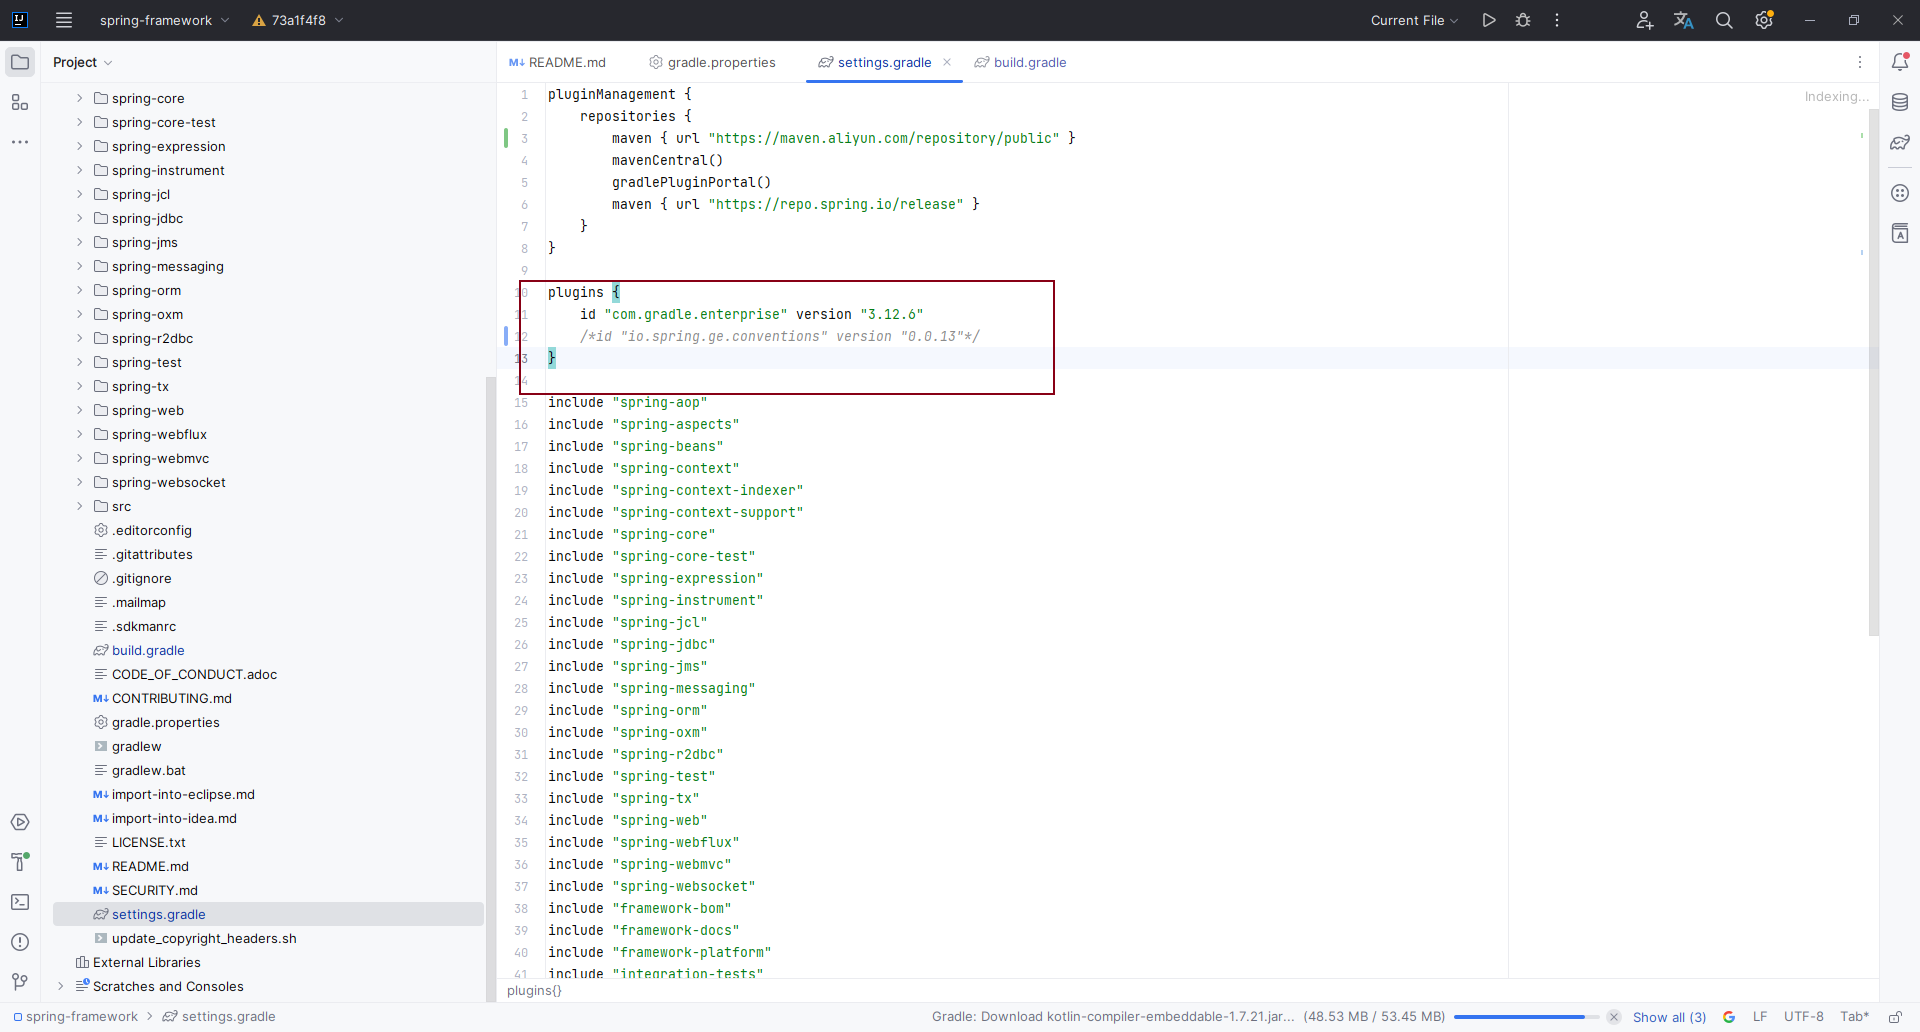 spring-framework
73a1f4f8
Current File
Project
README.md
gradle.properties
settings.gradle
build.gradle
spring-core
spring-core-test
spring-expression
spring-instrument
spring-jcl
spring-jdbc
spring-jms
spring-messaging
spring-orm
spring-oxm
spring-r2dbc
spring-test
spring-tx
spring-web
spring-webflux
spring-webmvc
spring-websocket
src
.editorconfig
.gitattributes
.gitignore
.mailmap
.sdkmanrc
build.gradle
CODE_OF_CONDUCT.adoc
CONTRIBUTING.md
gradle.properties
gradlew
gradlew.bat
import-into-eclipse.md
import-into-idea.md
LICENSE.txt
README.md
SECURITY.md
settings.gradle
update_copyright_headers.sh
External Libraries
Scratches and Consoles
Indexing...
1 pluginManagement {
2 repositories {
3 maven { url "https://maven.aliyun.com/repository/public" }
4 mavenCentral()
5 gradlePluginPortal()
6 maven { url "https://repo.spring.io/release" }
7 }
8 }
9
10 plugins {
11 id "com.gradle.enterprise" version "3.12.6"
12 /*id "io.spring.ge.conventions" version "0.0.13"*/
13 }
14
15 include "spring-aop"
16 include "spring-aspects"
17 include "spring-beans"
18 include "spring-context"
19 include "spring-context-indexer"
20 include "spring-context-support"
21 include "spring-core"
22 include "spring-core-test"
23 include "spring-expression"
24 include "spring-instrument"
25 include "spring-jcl"
26 include "spring-jdbc"
27 include "spring-jms"
28 include "spring-messaging"
29 include "spring-orm"
30 include "spring-oxm"
31 include "spring-r2dbc"
32 include "spring-test"
33 include "spring-tx"
34 include "spring-web"
35 include "spring-webflux"
36 include "spring-webmvc"
37 include "spring-websocket"
38 include "framework-bom"
39 include "framework-docs"
40 include "framework-platform"
41 include "integration-tests"
plugins{}
spring-framework > settings.gradle
Gradle: Download kotlin-compiler-embeddable-1.7.21.jar... (48.53 MB / 53.45 MB)
Show all (3)
LF
UTF-8
Tab*